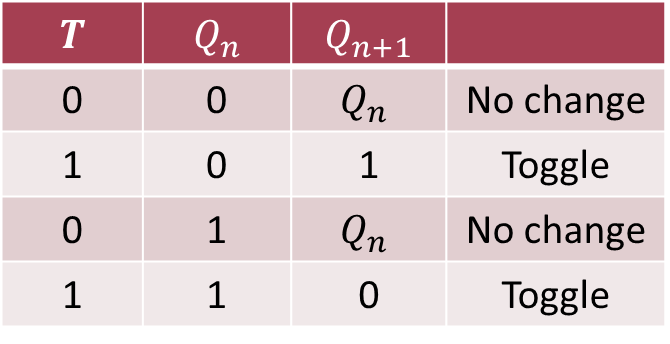 T Qn Qn+1
0 0 Qn No change
1 0 1 Toggle
0 1 Qn No change
1 1 0 Toggle